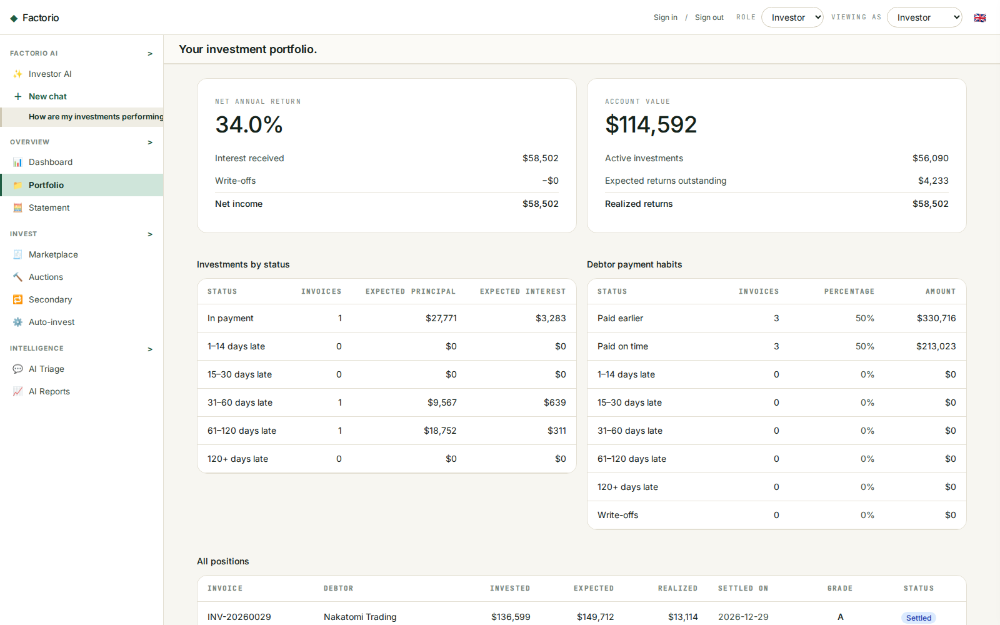 Factorio
Sign in / Sign out ROLE Investor VIEWING AS Investor
FACTORIO AI >
Investor AI
+ New chat
How are my investments performing
OVERVIEW >
Dashboard
Portfolio
Statement
INVEST >
Marketplace
Auctions
Secondary
Auto-invest
INTELLIGENCE >
AI Triage
AI Reports
Your investment portfolio.
NET ANNUAL RETURN
34.0%
Interest received $58,502
Write-offs −$0
Net income $58,502
ACCOUNT VALUE
$114,592
Active investments $56,090
Expected returns outstanding $4,233
Realized returns $58,502
Investments by status
STATUS INVOICES EXPECTED PRINCIPAL EXPECTED INTEREST
In payment 1 $27,771 $3,283
1–14 days late 0 $0 $0
15–30 days late 0 $0 $0
31–60 days late 1 $9,567 $639
61–120 days late 1 $18,752 $311
120+ days late 0 $0 $0
Debtor payment habits
STATUS INVOICES PERCENTAGE AMOUNT
Paid earlier 3 50% $330,716
Paid on time 3 50% $213,023
1–14 days late 0 0% $0
15–30 days late 0 0% $0
31–60 days late 0 0% $0
61–120 days late 0 0% $0
120+ days late 0 0% $0
Write-offs 0 0% $0
All positions
INVOICE DEBTOR INVESTED EXPECTED REALIZED SETTLED ON GRADE STATUS
INV-20260029 Nakatomi Trading $136,599 $149,712 $13,114 2026-12-29 A Settled